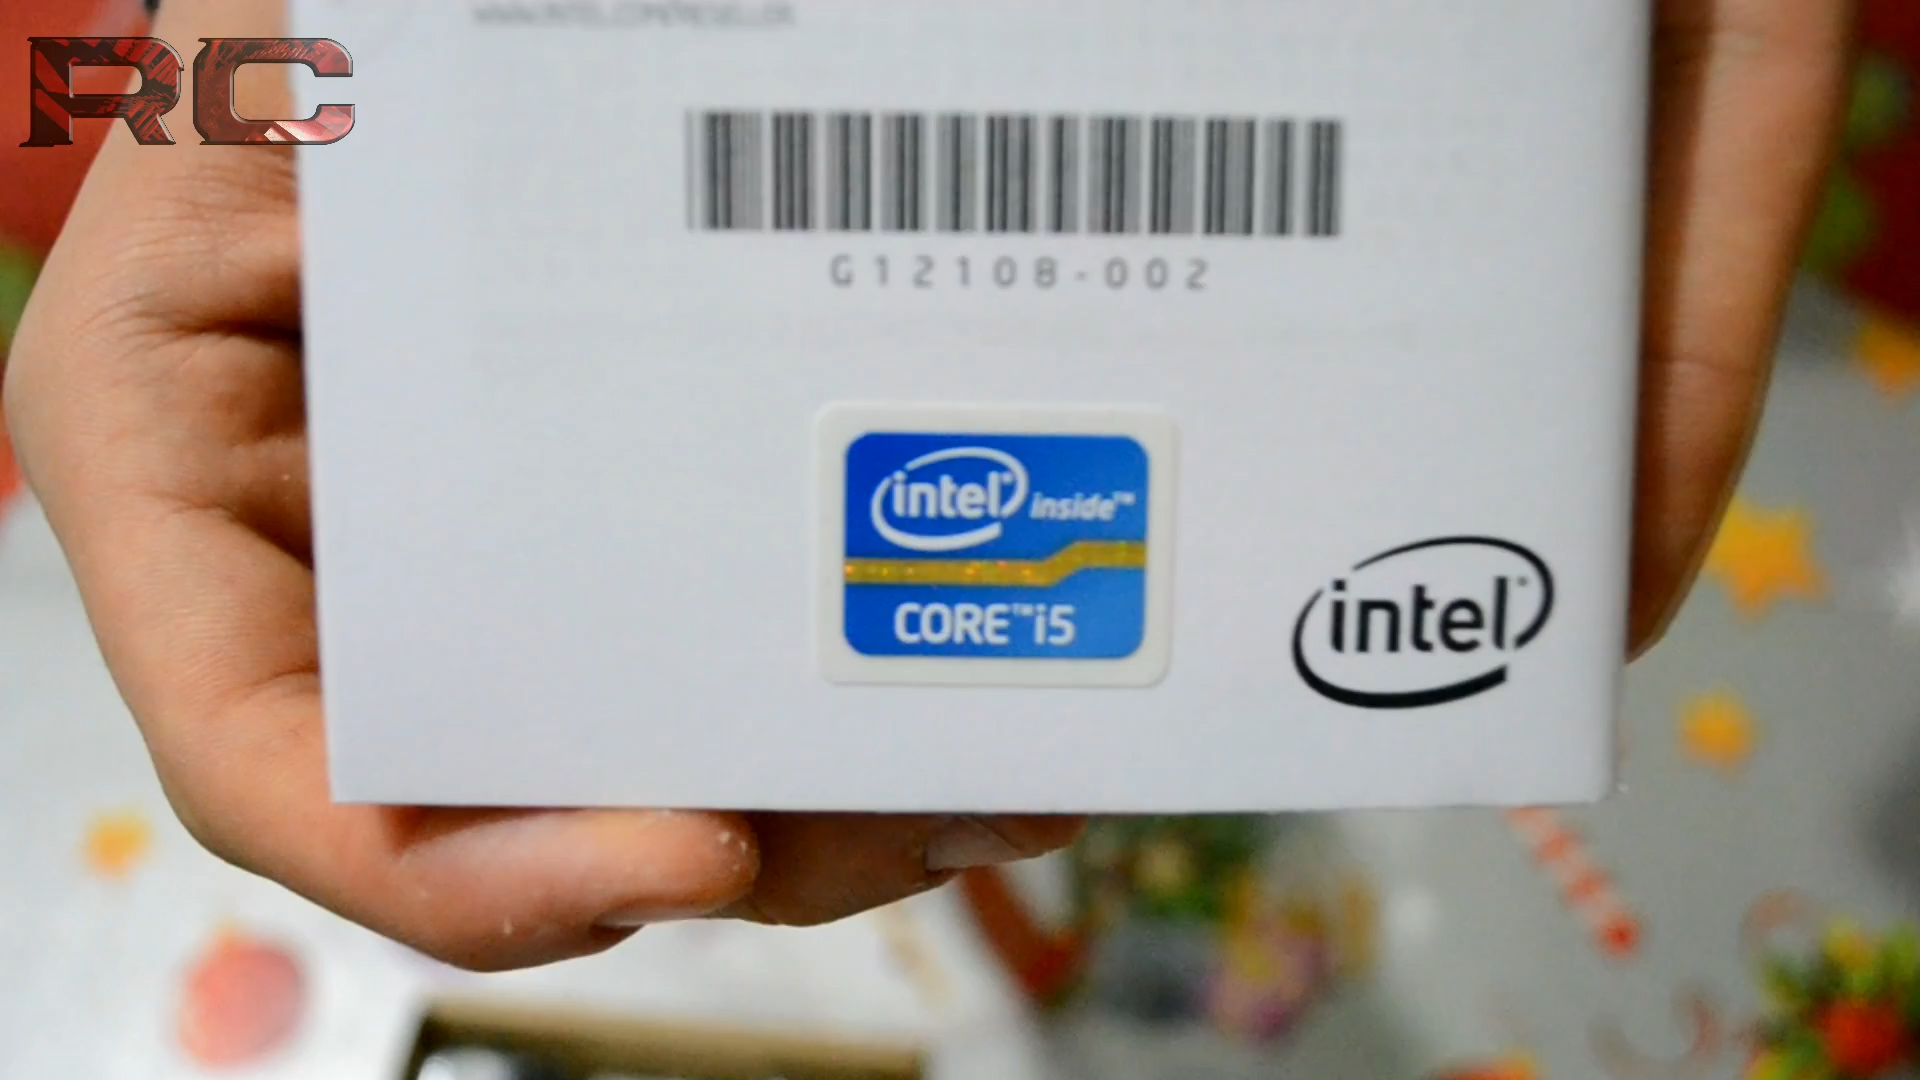 RC
G12108-002
intel inside™
CORE™ i5
intel